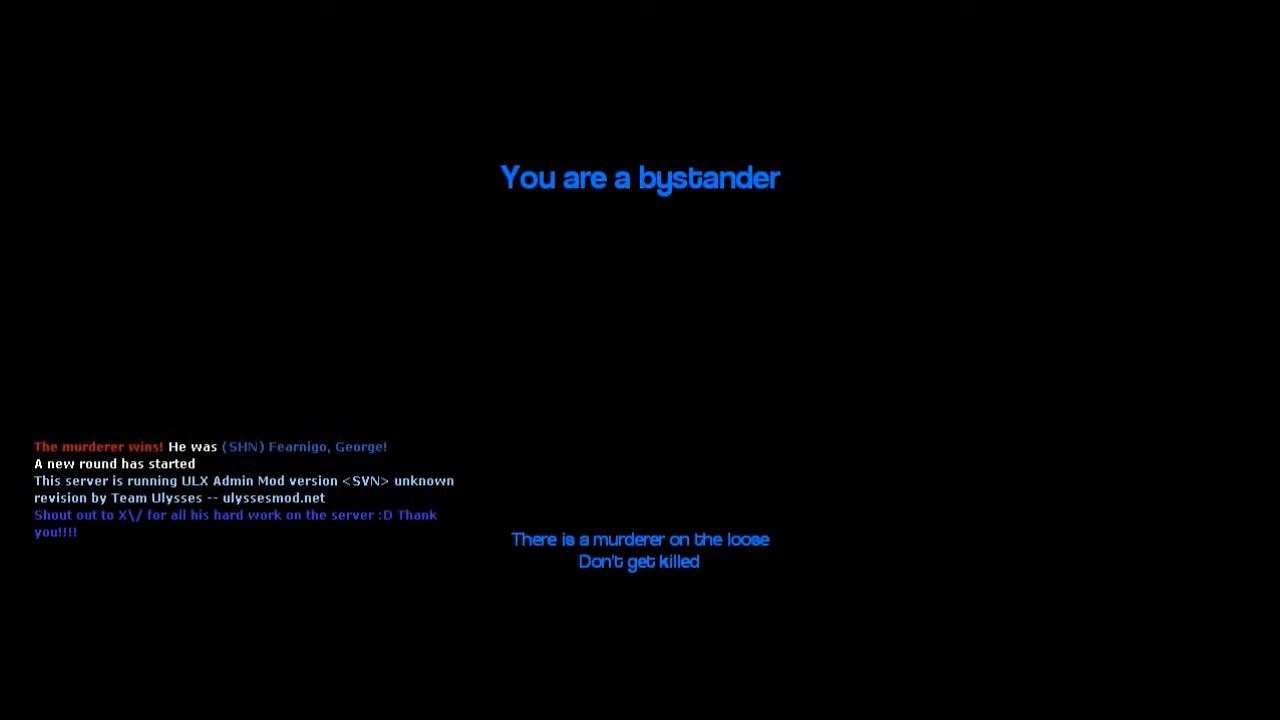 You are a bystander
The murderer wins! He was (SHN) Fearnigo, George!
A new round has started
This server is running ULX Admin Mod version <SVN> unknown
revision by Team Ulysses -- ulyssesmod.net
Shout out to X\/ for all his hard work on the server :D Thank
you!!!!
There is a murderer on the loose
Don't get killed